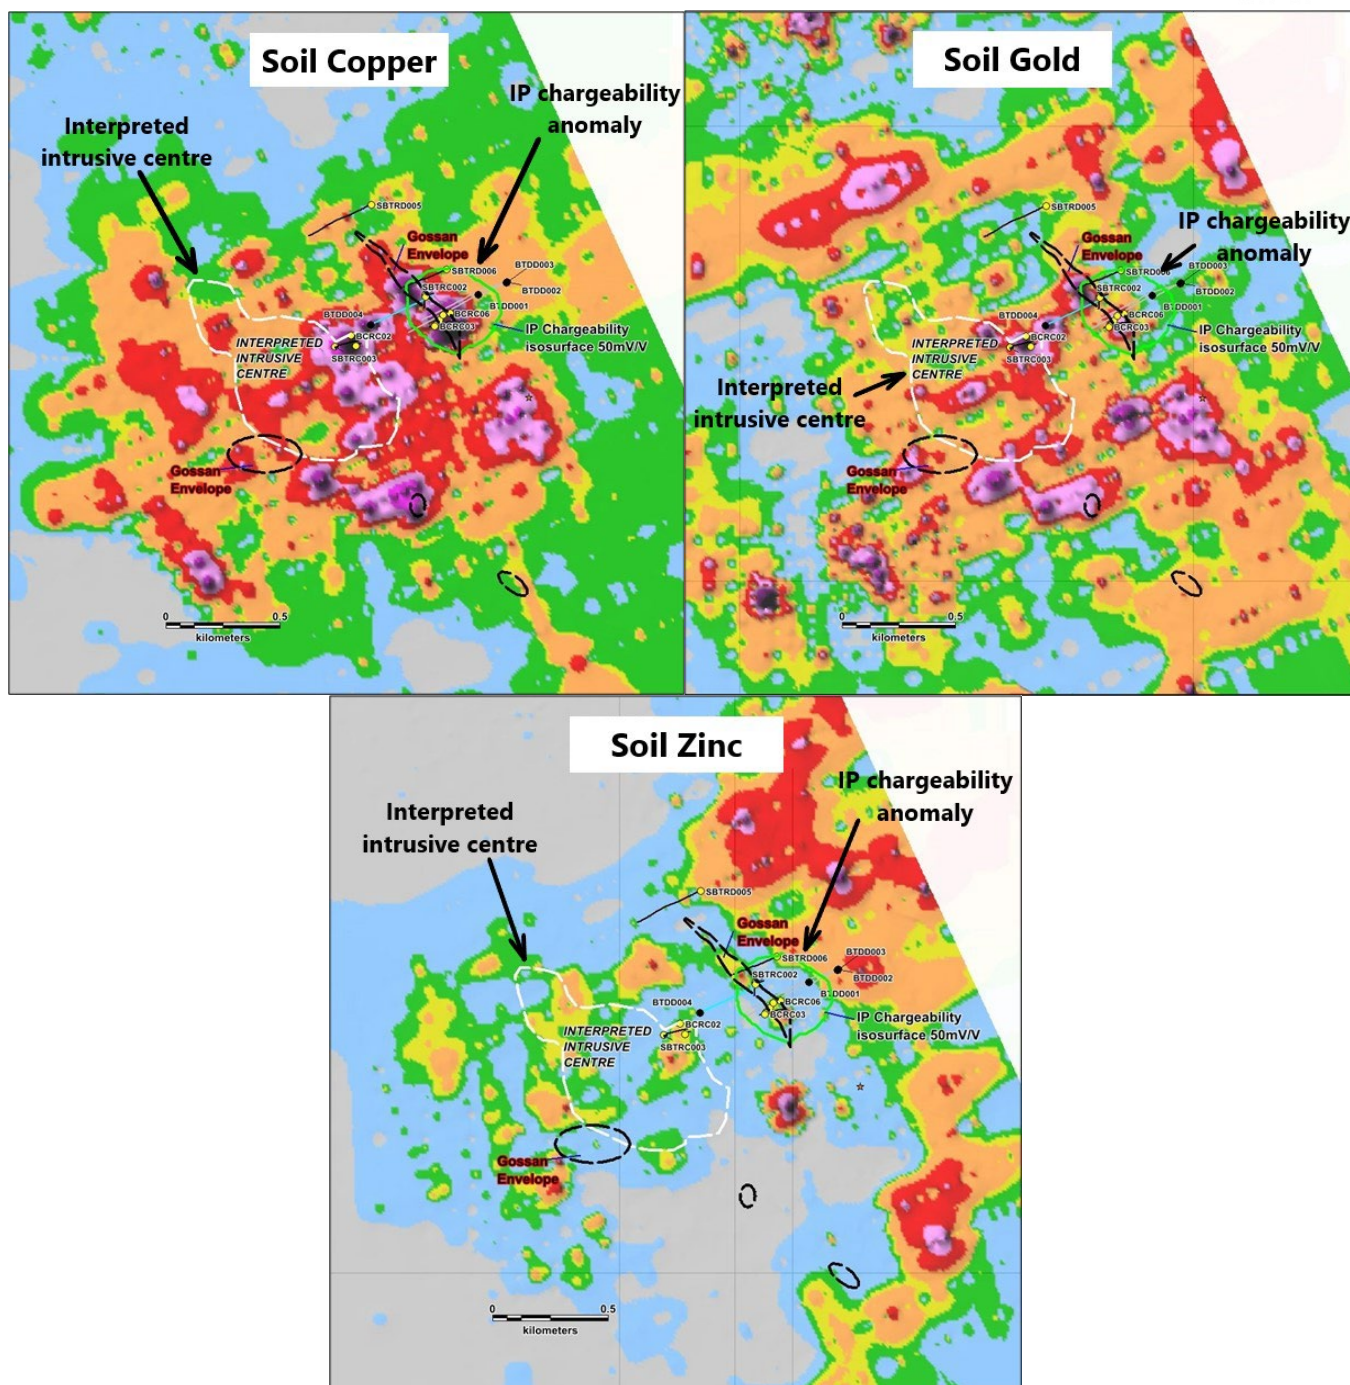 Soil Copper
IP chargeability
anomaly
Interpreted
intrusive centre
SBTRD005
Gossan
Envelope
SBTRD006
BTDD003
SBTRC002
BTDD002
BTDD001
BTDD004
BCRC06
BCRC02
BCRC03
IP Chargeability
isosurface 50mV/V
INTERPRETED
INTRUSIVE
CENTRE
SBTRC003
Gossan
Envelope
0 0.5
kilometers
Soil Gold
SBTRD005
IP chargeability
anomaly
Gossan
Envelope
SBTRD006
BTDD003
SBTRC002
BTDD002
BTDD001
BTDD004
BCRC06
BCRC02
BCRC03
IP Chargeability
isosurface 50mV/V
INTERPRETED
INTRUSIVE
CENTRE
SBTRC003
Interpreted
intrusive centre
Gossan
Envelope
0 0.5
kilometers
Soil Zinc
IP chargeability
anomaly
Interpreted
intrusive centre
SBTRD005
Gossan
Envelope
SBTRD006
BTDD003
SBTRC002
BTDD002
BTDD001
BTDD004
BCRC06
BCRC02
BCRC03
IP Chargeability
isosurface 50mV/V
INTERPRETED
INTRUSIVE
CENTRE
SBTRC003
Gossan
Envelope
0 0.5
kilometers